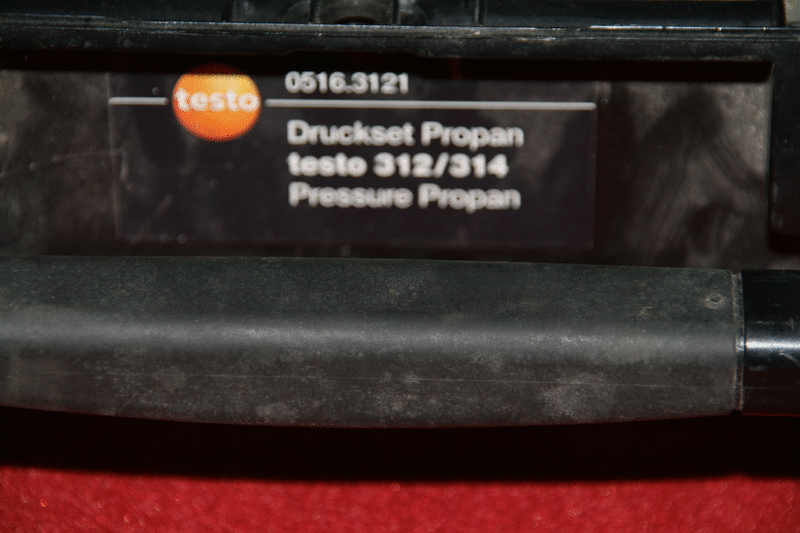 0516.3121
testo
Druckset Propan
testo 312/314
Pressure Propan